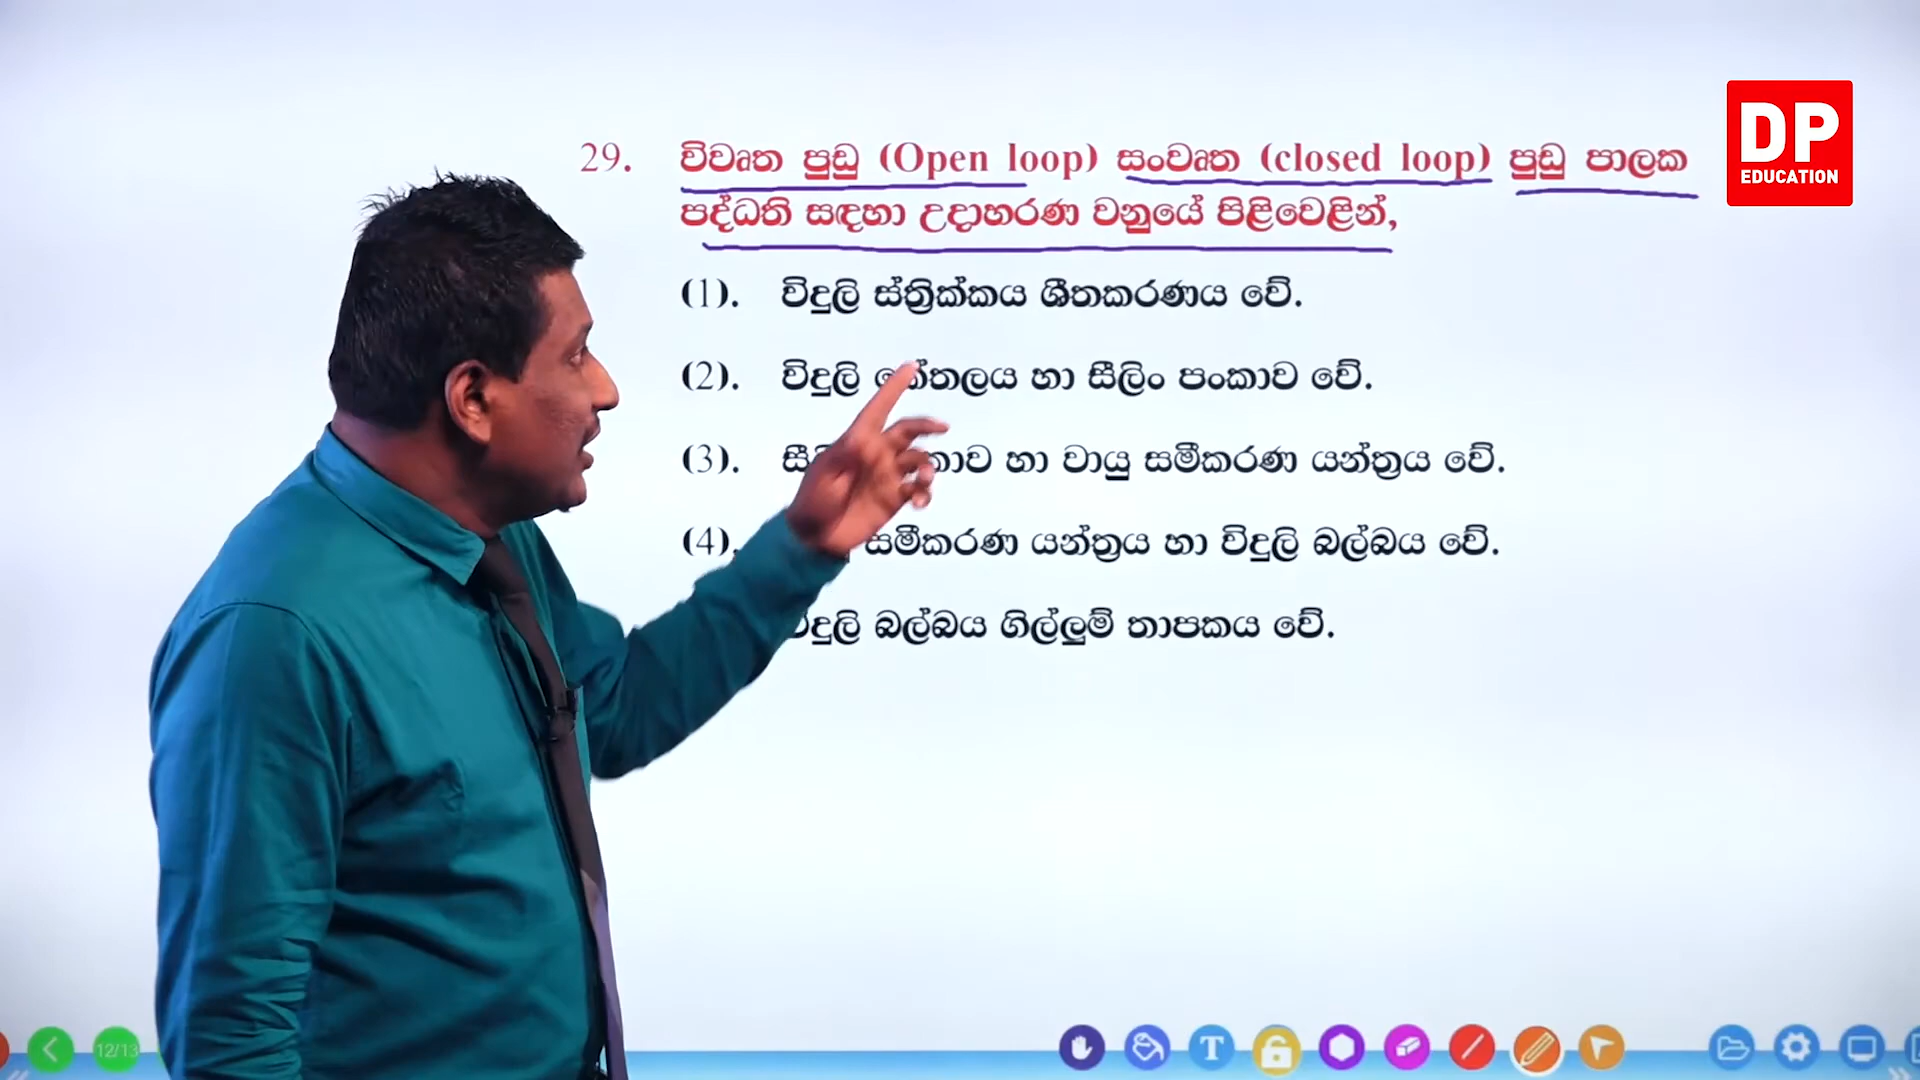 DP
EDUCATION
29. විවෘත පුඩු (Open loop) සංවෘත (closed loop) පුඩු පාලක
පද්ධති සඳහා උදාහරණ වනුයේ පිළිවෙළින්,
(1). විදුලි ස්ත්‍රික්කය ශීතකරණය වේ.
(2). විදුලි හා සීලිං පංකාව වේ.
(3). හා වායු සමීකරණ යන්ත්‍රය වේ.
(4). සමීකරණ යන්ත්‍රය හා විදුලි බල්බය වේ.
බල්බය ගිල්ලුම් තාපකය වේ.
12/13
T